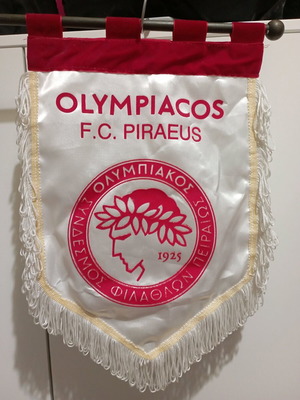 OLYMPIACOS
F.C. PIRAEUS
ΟΛΥΜΠΙΑΚΟΣ
ΣΥΝΔΕΣΜΟΣ ΦΙΛΑΘΛΩΝ ΠΕΙΡΑΙΩΣ
1925